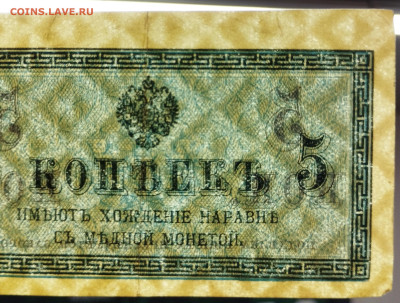 COINS.LAVE.RU
КОПѢЕКЪ 5
ИМѢЮТЪ ХОЖДЕНІЕ НАРАВНѢ
СЪ МѢДНОЙ МОНЕТОЙ.